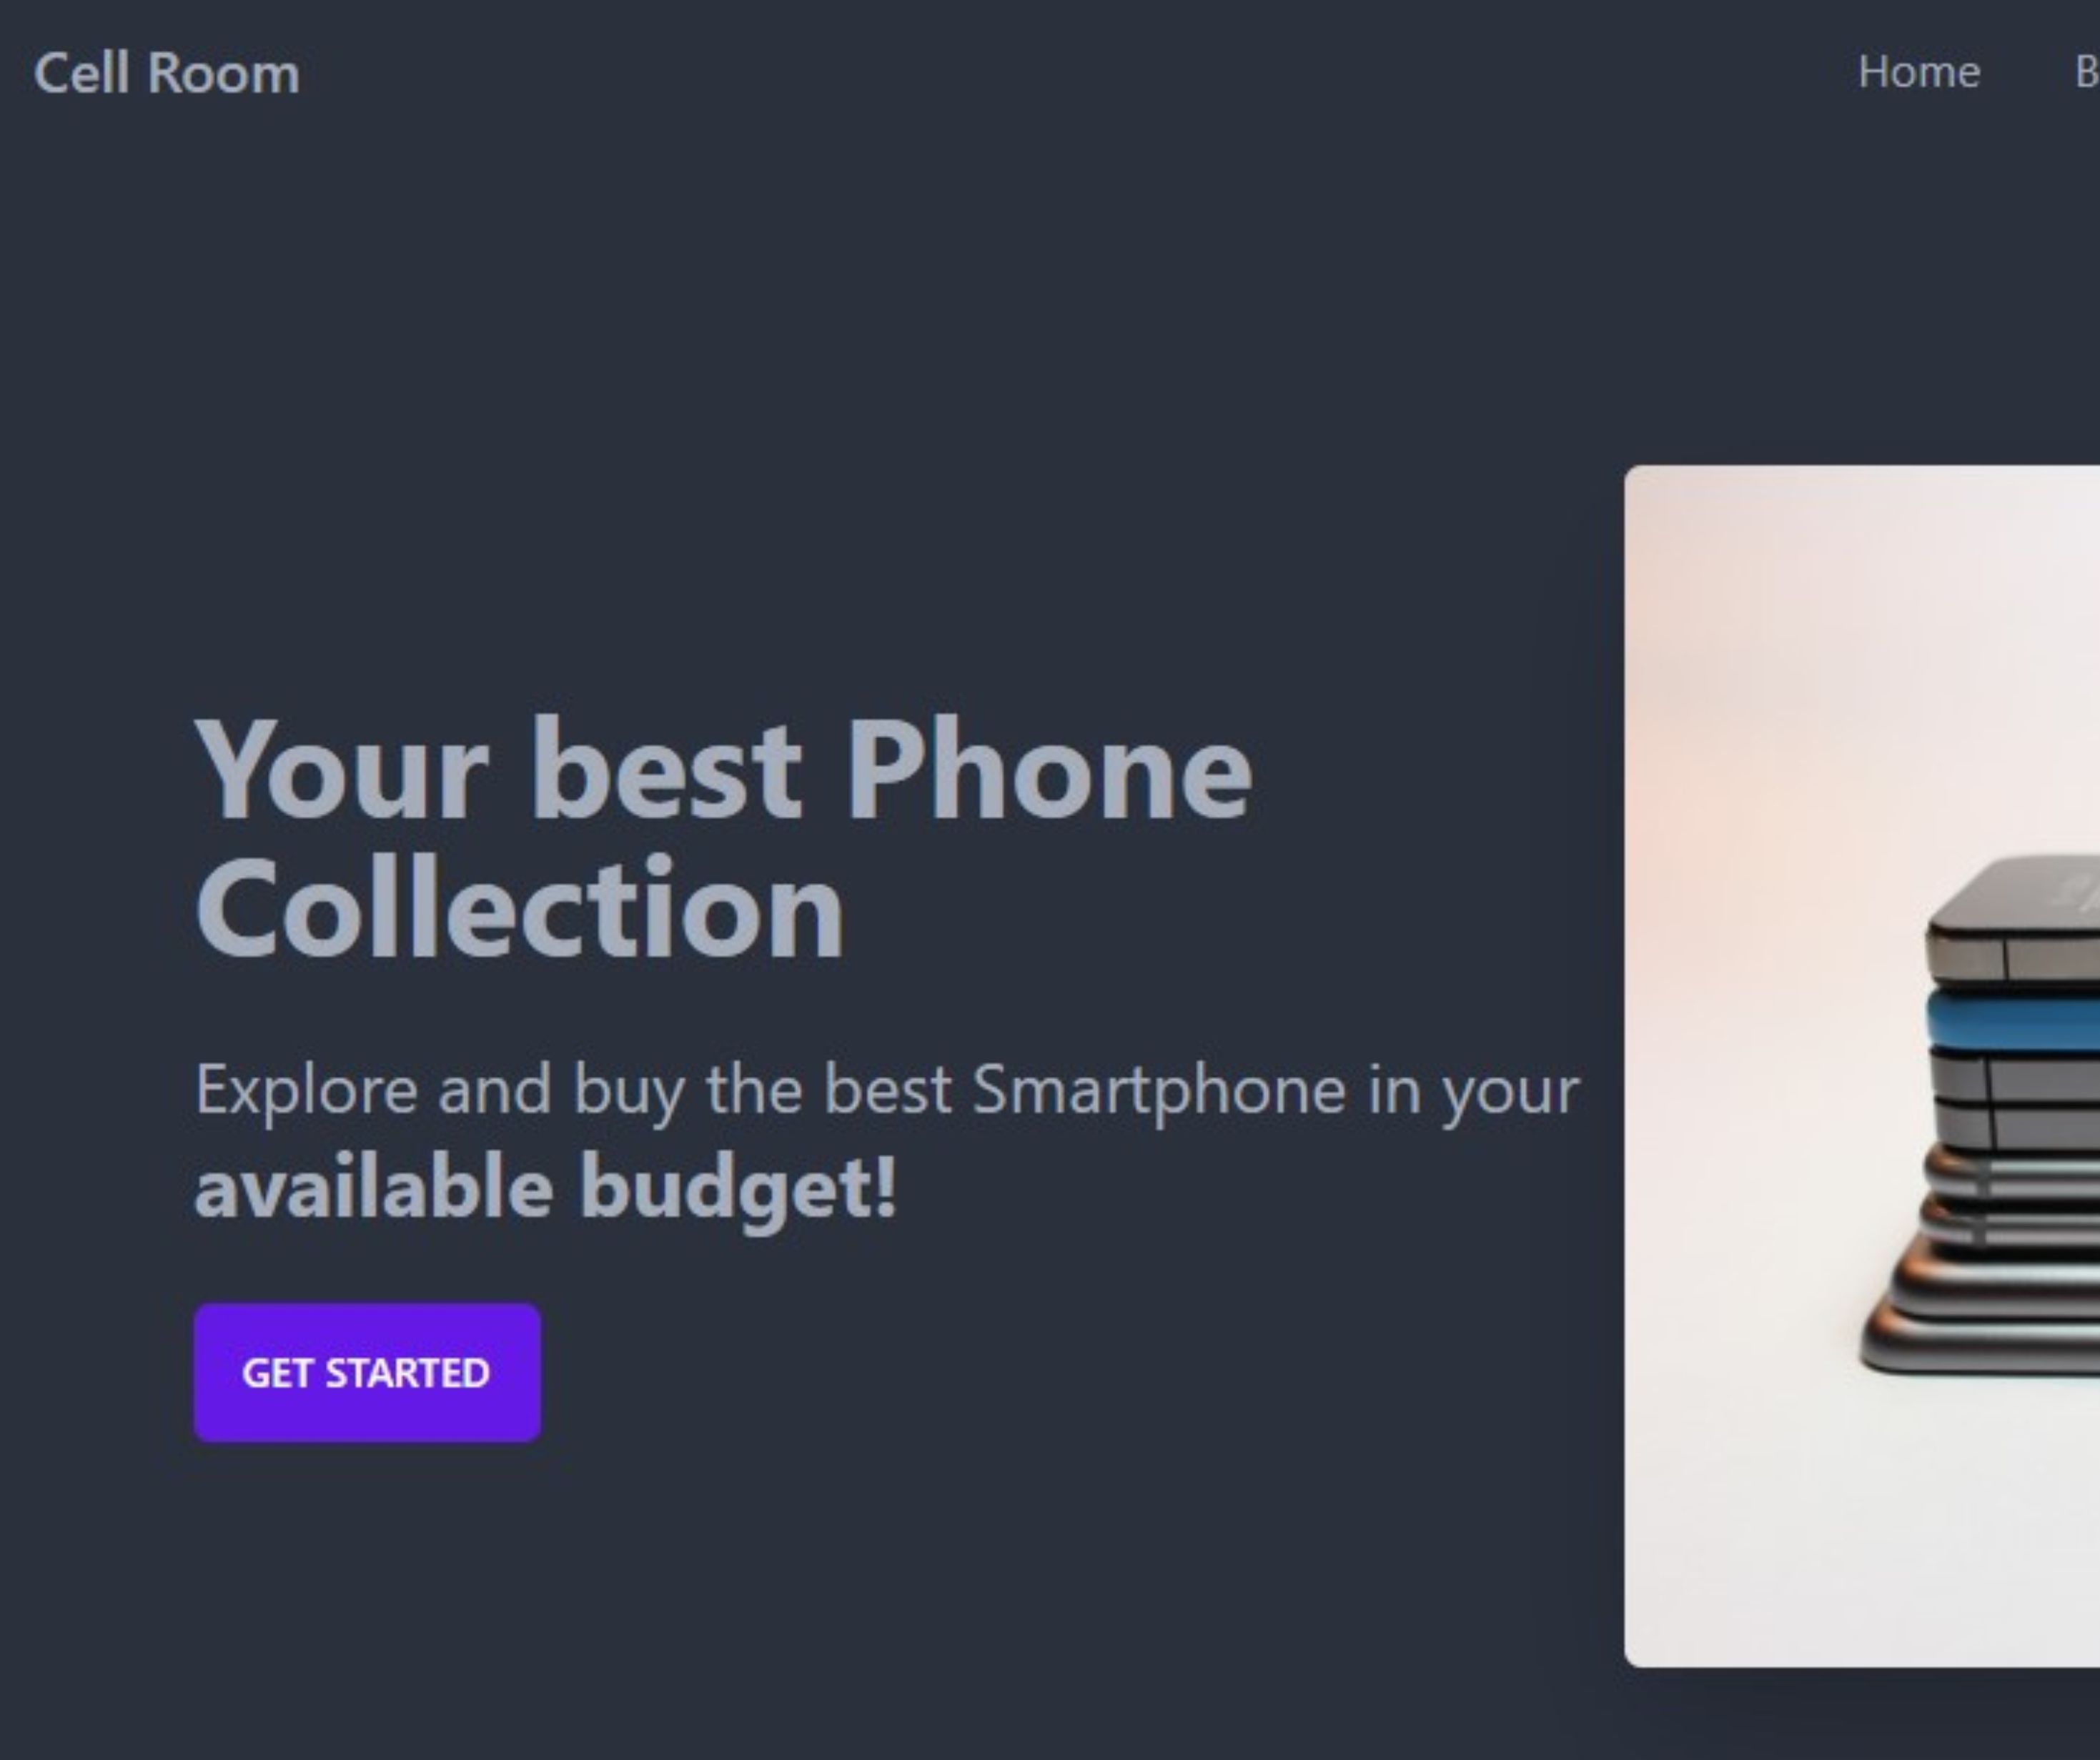 Cell Room
Home
Your best Phone
Collection
Explore and buy the best Smartphone in your
available budget!
GET STARTED